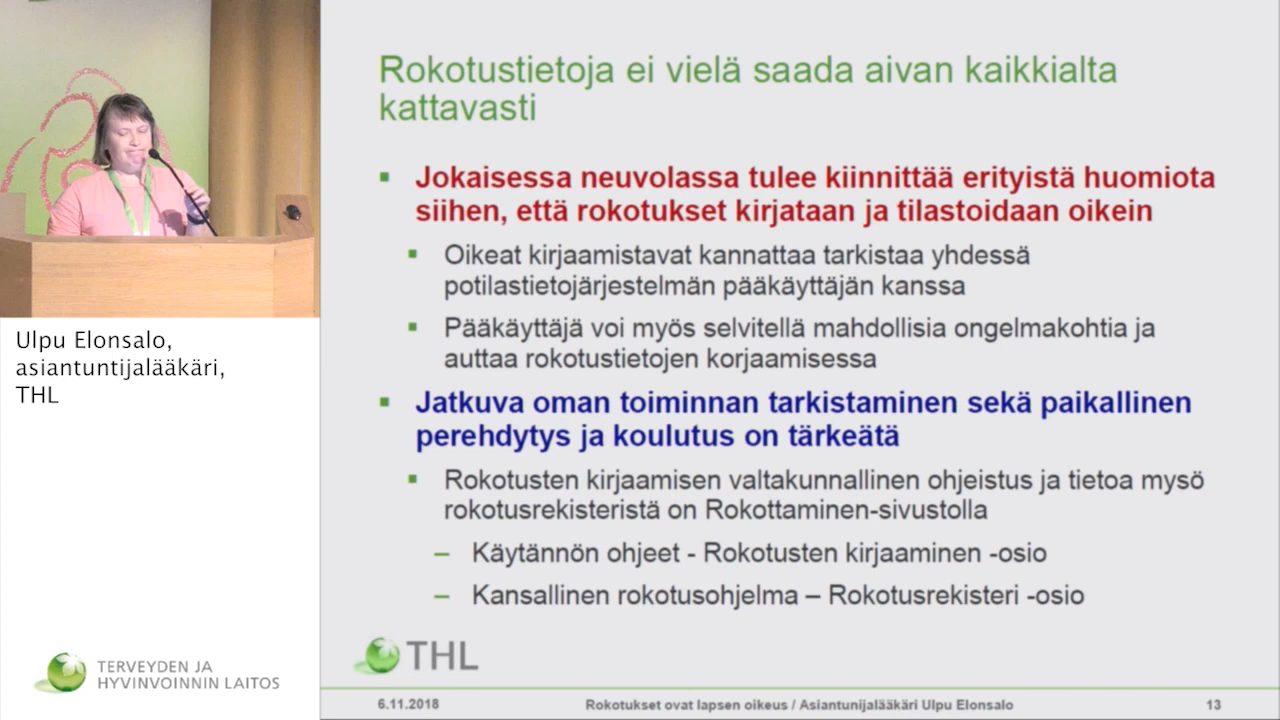 Rokotustietoja ei vielä saada aivan kaikkialta
kattavasti
Jokaisessa neuvolassa tulee kiinnittää erityistä huomiota
siihen, että rokotukset kirjataan ja tilastoidaan oikein
Oikeat kirjaamistavat kannattaa tarkistaa yhdessä
potilastietojärjestelmän pääkäyttäjän kanssa
Pääkäyttäjä voi myös selvitellä mahdollisia ongelmakohtia ja
auttaa rokotustietojen korjaamisessa
Jatkuva oman toiminnan tarkistaminen sekä paikallinen
perehdytys ja koulutus on tärkeätä
Rokotusten kirjaamisen valtakunnallinen ohjeistus ja tietoa mysö
rokotusrekisteristä on Rokottaminen-sivustolla
– Käytännön ohjeet - Rokotusten kirjaaminen -osio
– Kansallinen rokotusohjelma – Rokotusrekisteri -osio
THL
6.11.2018 Rokotukset ovat lapsen oikeus / Asiantunijalääkäri Ulpu Elonsalo 13
Ulpu Elonsalo,
asiantuntijalääkäri,
THL
TERVEYDEN JA
HYVINVOINNIN LAITOS